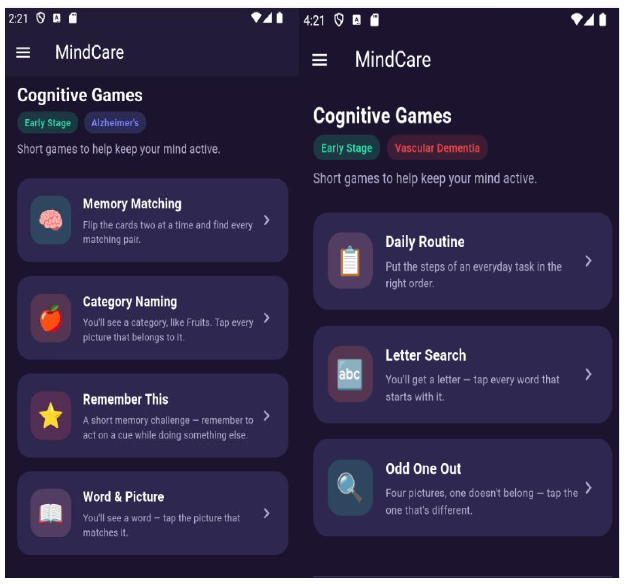 2:21
MindCare
Cognitive Games
Early Stage
Alzheimer's
Short games to help keep your mind active.
Memory Matching
Flip the cards two at a time and find every
matching pair.
Category Naming
You'll see a category, like Fruits. Tap every
picture that belongs to it.
Remember This
A short memory challenge — remember to
act on a cue while doing something else.
Word & Picture
You'll see a word — tap the picture that
matches it.
4:21
MindCare
Cognitive Games
Early Stage
Vascular Dementia
Short games to help keep your mind active.
Daily Routine
Put the steps of an everyday task in the
right order.
abc
Letter Search
You'll get a letter — tap every word that
starts with it.
Odd One Out
Four pictures, one doesn't belong — tap the
one that's different.